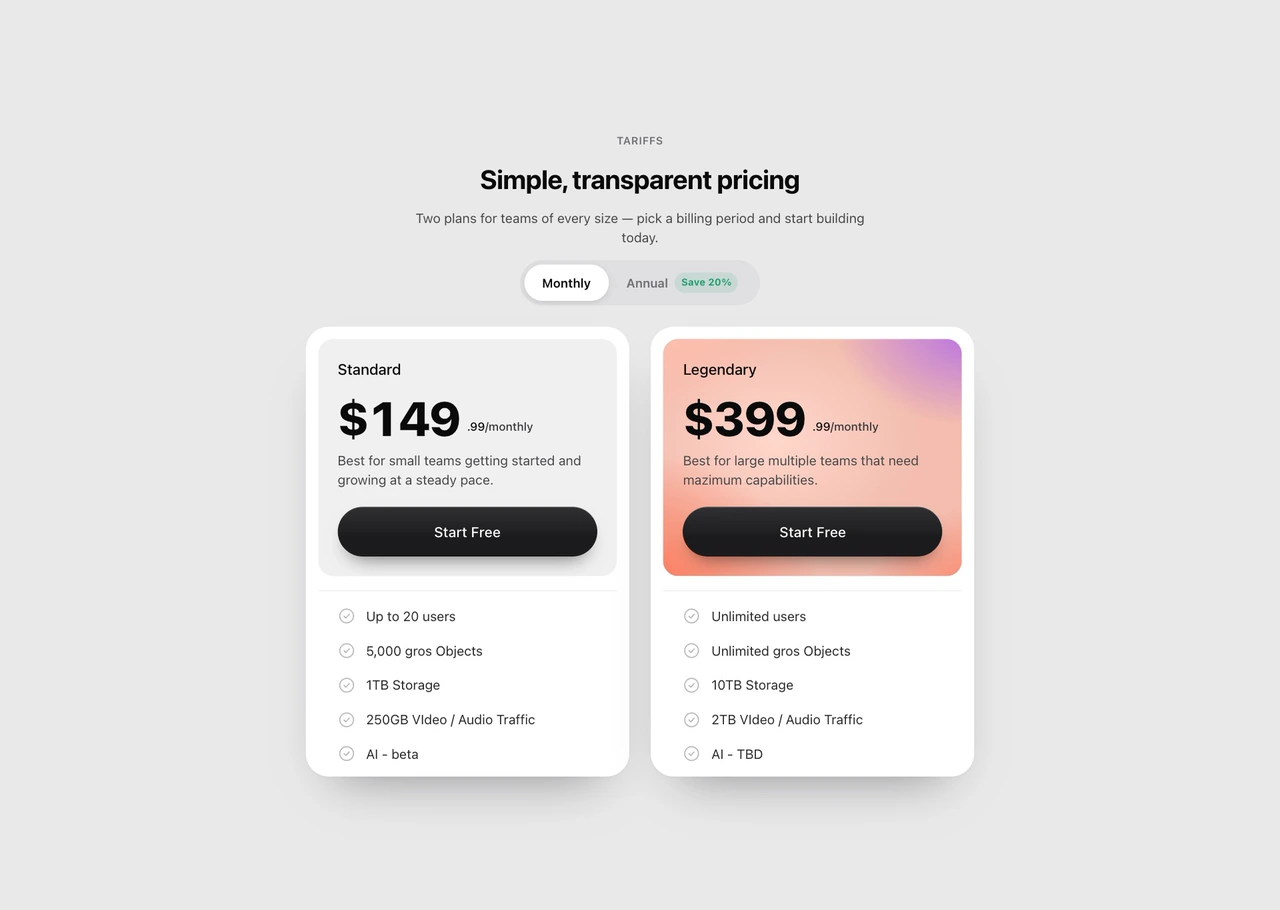 TARIFFS
Simple, transparent pricing
Two plans for teams of every size — pick a billing period and start building
today.
Monthly
Annual
Save 20%
Standard
$149 .99/monthly
Best for small teams getting started and
growing at a steady pace.
Start Free
Up to 20 users
5,000 gros Objects
1TB Storage
250GB VIdeo / Audio Traffic
AI - beta
Legendary
$399 .99/monthly
Best for large multiple teams that need
mazimum capabilities.
Start Free
Unlimited users
Unlimited gros Objects
10TB Storage
2TB VIdeo / Audio Traffic
AI - TBD